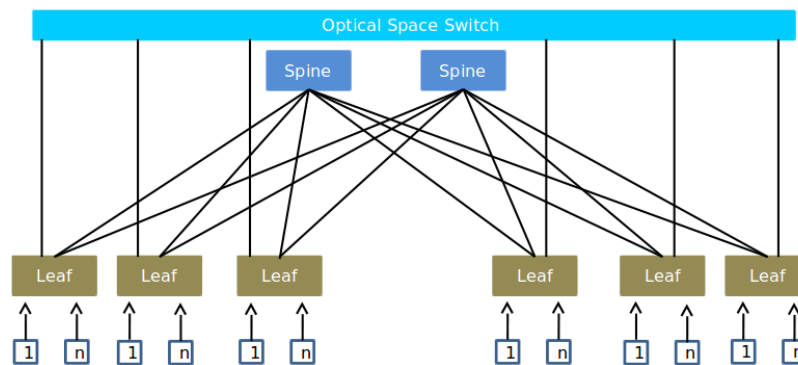 Optical Space Switch
Spine Spine
Leaf Leaf Leaf Leaf Leaf Leaf
1 n 1 n 1 n 1 n 1 n 1 n